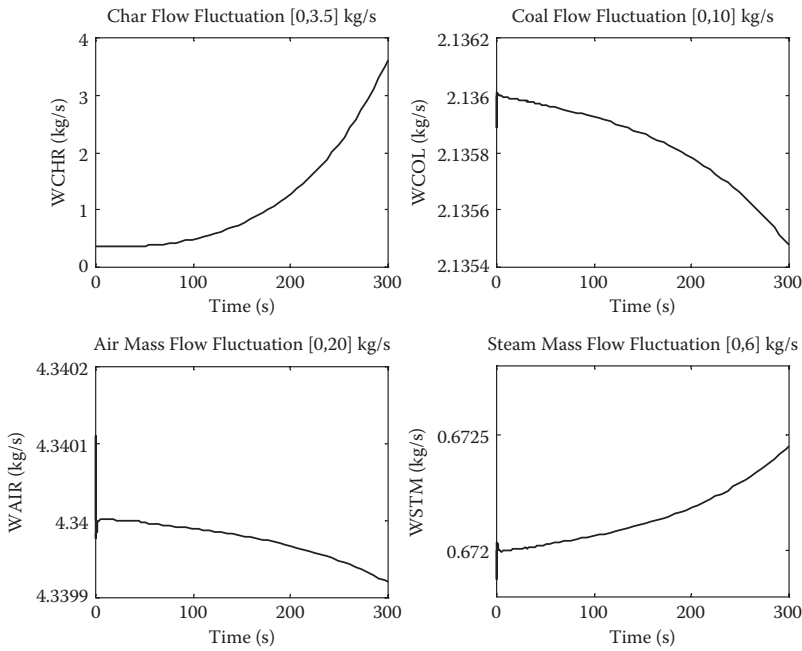 Char Flow Fluctuation [0,3.5] kg/s
4
3
2
1
0
WCHR (kg/s)
0 100 200 300
Time (s)
Coal Flow Fluctuation [0,10] kg/s
2.1362
2.136
2.1358
2.1356
2.1354
WCOL (kg/s)
0 100 200 300
Time (s)
Air Mass Flow Fluctuation [0,20] kg/s
4.3402
4.3401
4.34
4.3399
WAIR (kg/s)
0 100 200 300
Time (s)
Steam Mass Flow Fluctuation [0,6] kg/s
0.6725
0.672
WSTM (kg/s)
0 100 200 300
Time (s)